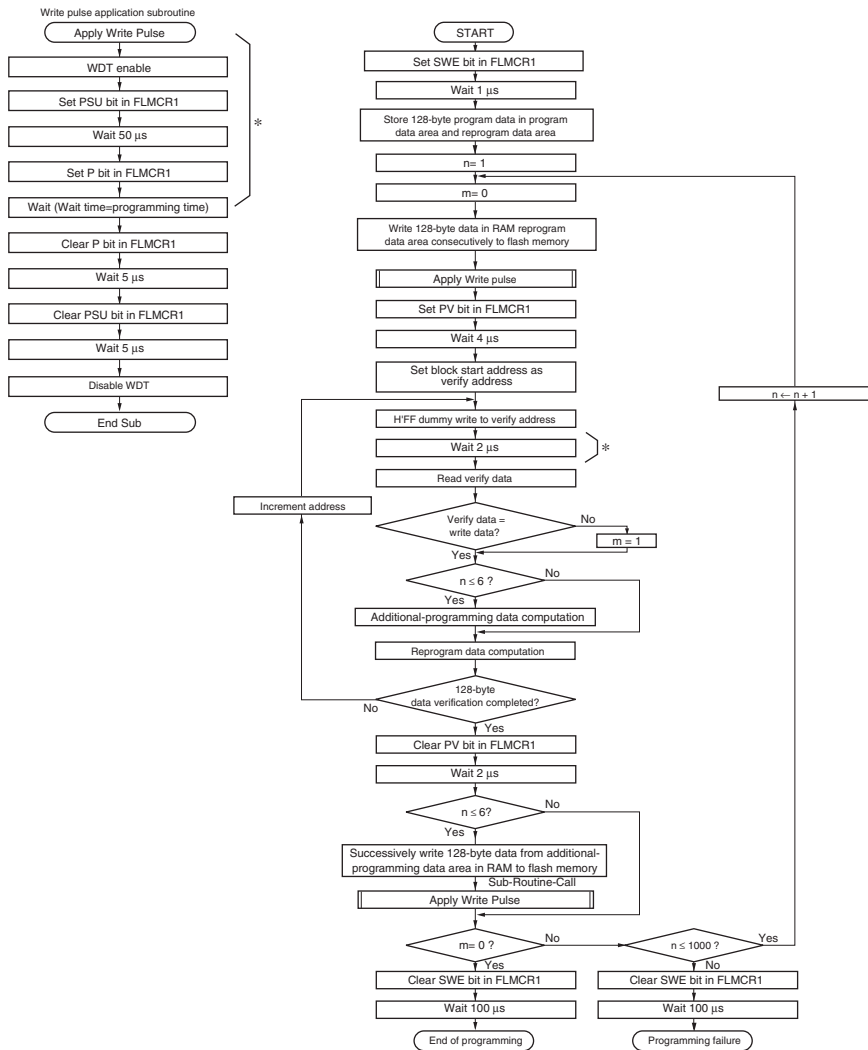 Write pulse application subroutine
Apply Write Pulse
WDT enable
Set PSU bit in FLMCR1
Wait 50 µs
Set P bit in FLMCR1
Wait (Wait time=programming time)
Clear P bit in FLMCR1
Wait 5 µs
Clear PSU bit in FLMCR1
Wait 5 µs
Disable WDT
End Sub
*
START
Set SWE bit in FLMCR1
Wait 1 µs
Store 128-byte program data in program
data area and reprogram data area
n= 1
m= 0
Write 128-byte data in RAM reprogram
data area consecutively to flash memory
Apply Write pulse
Set PV bit in FLMCR1
Wait 4 µs
Set block start address as
verify address
n ← n + 1
H'FF dummy write to verify address
Wait 2 µs
*
Read verify data
Increment address
Verify data =
write data?
No
m = 1
Yes
n ≤ 6 ?
No
Yes
Additional-programming data computation
Reprogram data computation
128-byte
data verification completed?
No
Yes
Clear PV bit in FLMCR1
Wait 2 µs
n ≤ 6?
No
Yes
Successively write 128-byte data from additional-
programming data area in RAM to flash memory
Sub-Routine-Call
Apply Write Pulse
m= 0 ?
No
n ≤ 1000 ?
Yes
Yes
No
Clear SWE bit in FLMCR1
Clear SWE bit in FLMCR1
Wait 100 µs
Wait 100 µs
End of programming
Programming failure